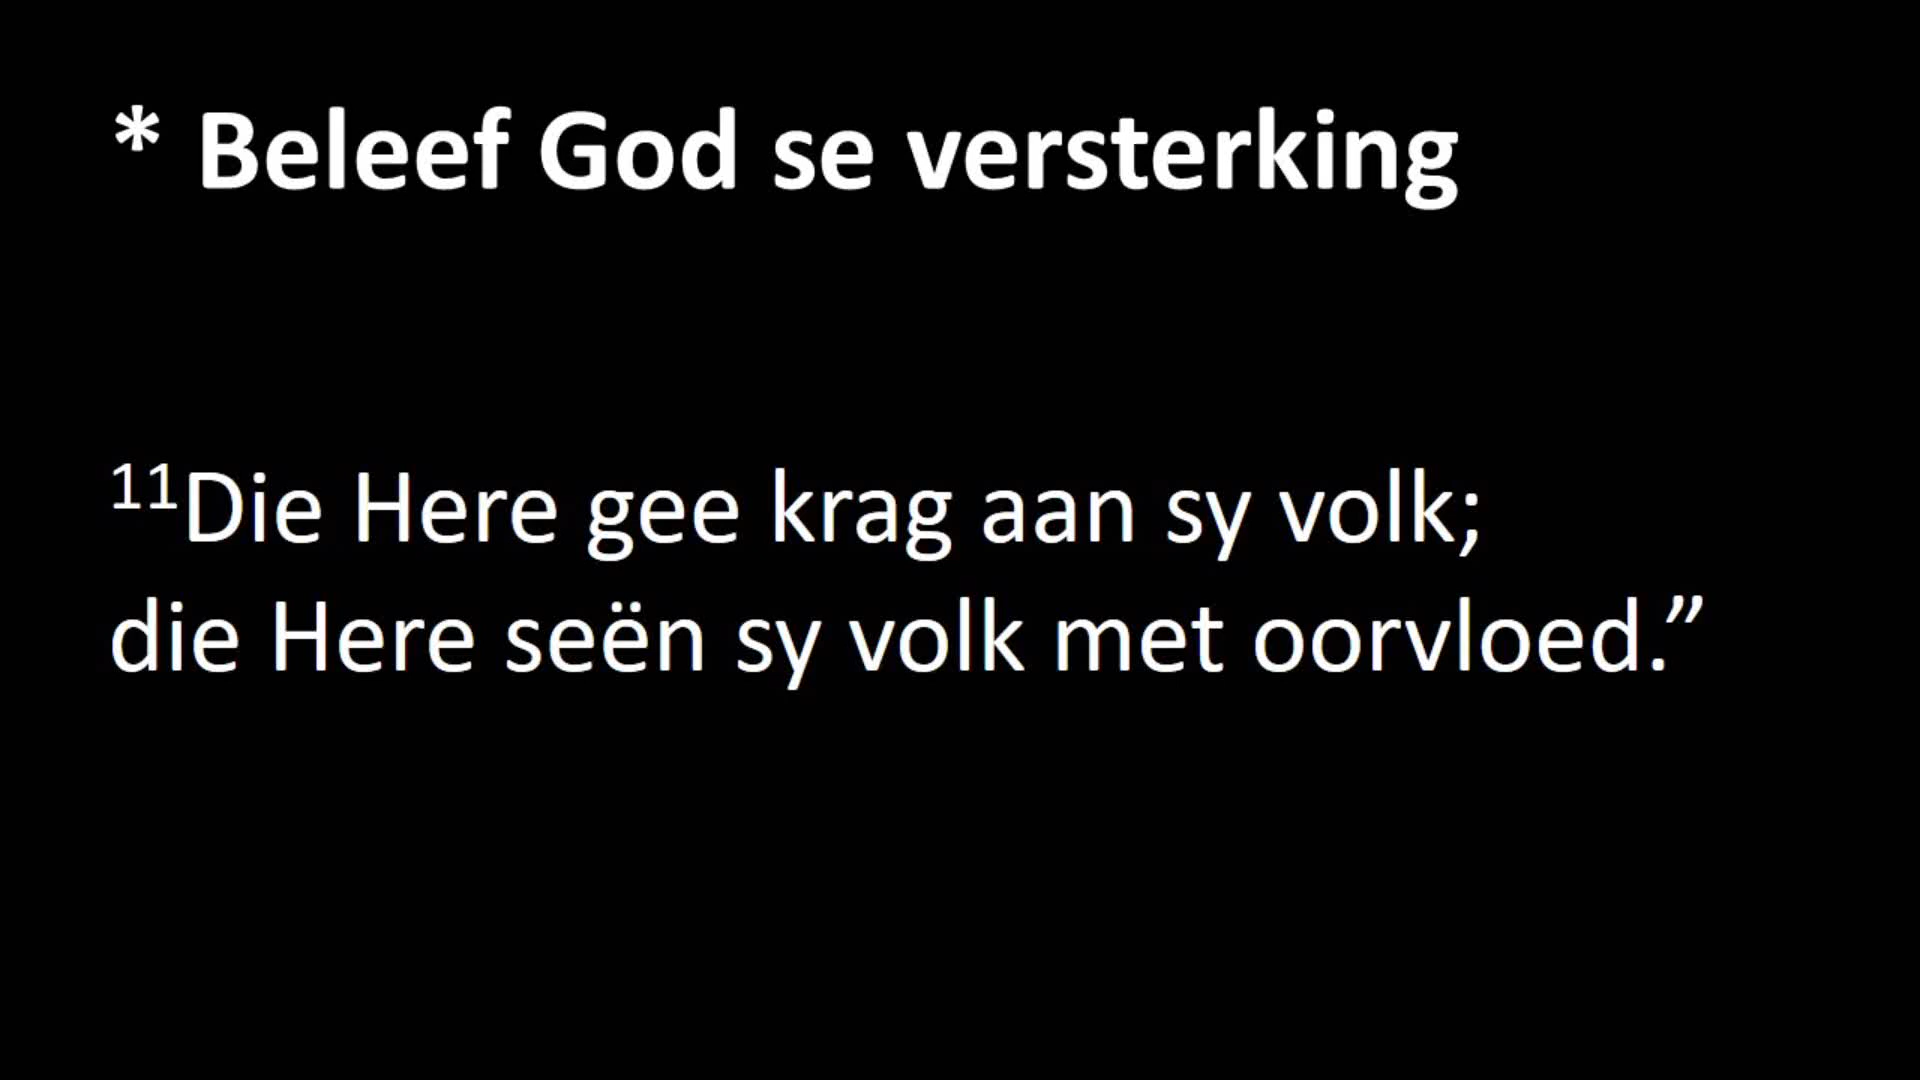 * Beleef God se versterking
¹¹Die Here gee krag aan sy volk;
die Here seën sy volk met oorvloed.”